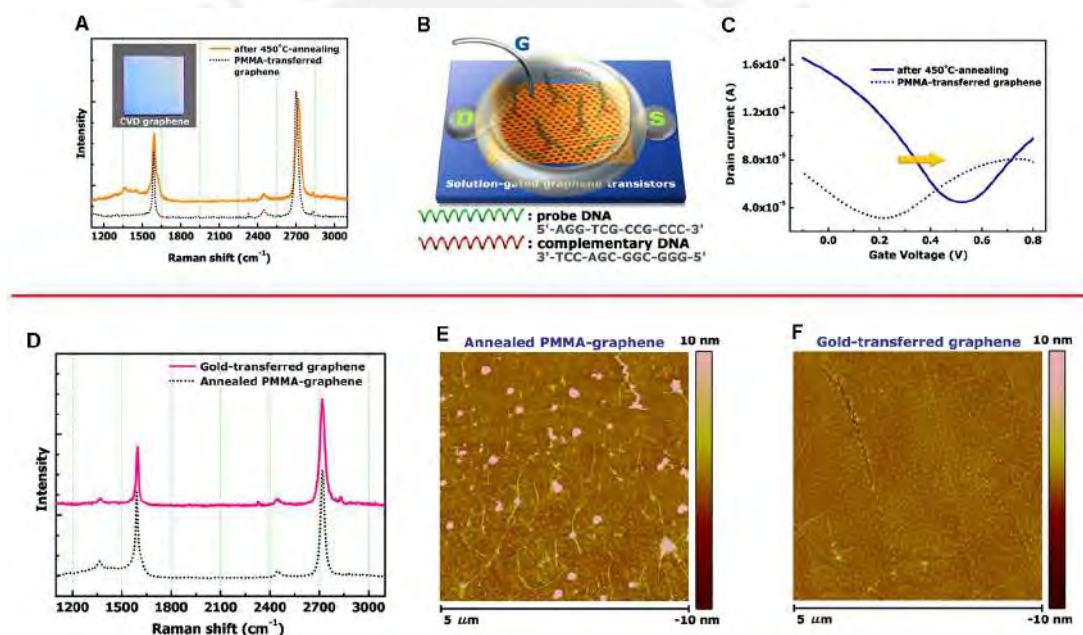 A
Intensity
after 450°C-annealing
PMMA-transferred
graphene
CVD graphene
1200 1500 1800 2100 2400 2700 3000
Raman shift (cm-1)
B
G
D
S
Solution-gated graphene transistors
: probe DNA
5'-AGG-TCG-CCG-CCC-3'
: complementary DNA
3'-TCC-AGC-GGC-GGG-5'
C
Drain current (A)
after 450°C-annealing
PMMA-transferred graphene
1.6x10-4
1.2x10-4
8.0x10-5
4.0x10-5
0.0 0.2 0.4 0.6 0.8
Gate Voltage (V)
D
Intensity
Gold-transferred graphene
Annealed PMMA-graphene
1200 1500 1800 2100 2400 2700 3000
Raman shift (cm-1)
E
Annealed PMMA-graphene
10 nm
5 μm
-10 nm
F
Gold-transferred graphene
10 nm
5 μm
-10 nm